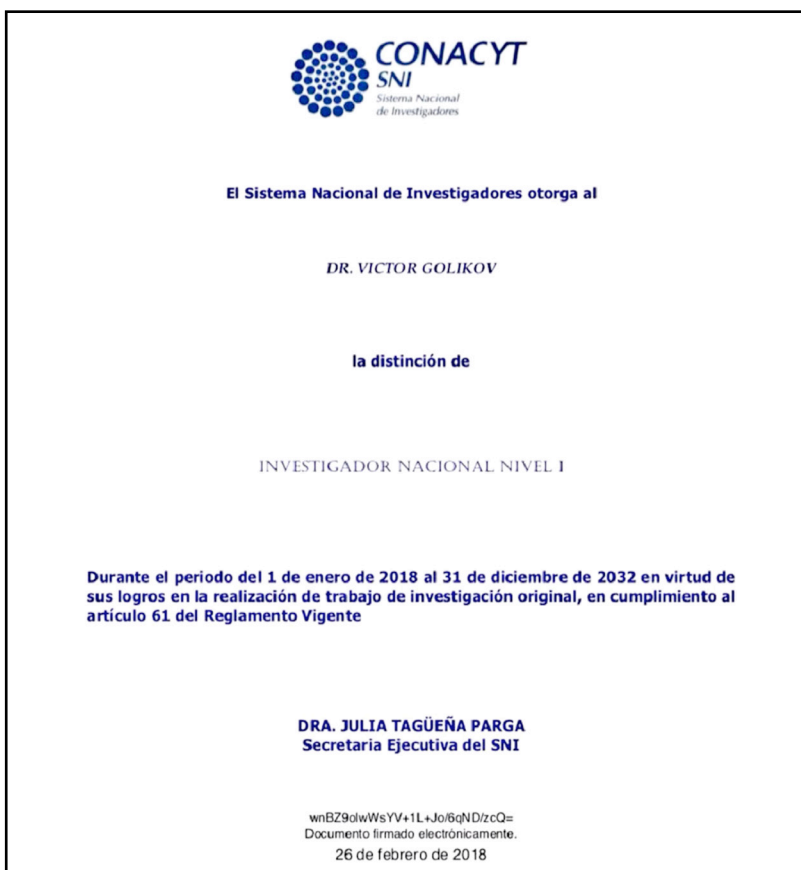 CONACYT
SNI
Sistema Nacional
de Investigadores
El Sistema Nacional de Investigadores otorga al
DR. VICTOR GOLIKOV
la distinción de
INVESTIGADOR NACIONAL NIVEL I
Durante el periodo del 1 de enero de 2018 al 31 de diciembre de 2032 en virtud de
sus logros en la realización de trabajo de investigación original, en cumplimiento al
artículo 61 del Reglamento Vigente
DRA. JULIA TAGÜEÑA PARGA
Secretaria Ejecutiva del SNI
wnBZ9olwWsYV+1L+Jo/6qND/zcQ=
Documento firmado electrónicamente.
26 de febrero de 2018